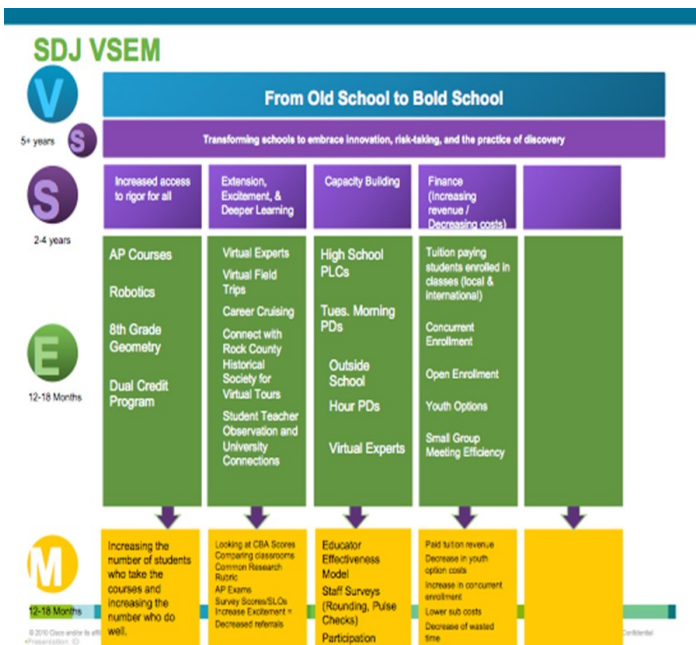 SDJ VSEM
V
From Old School to Bold School
5+ years
S
Transforming schools to embrace innovation, risk-taking, and the practice of discovery
S
2-4 years
Increased access
to rigor for all
Extension,
Excitement, &
Deeper Learning
Capacity Building
Finance
(Increasing
revenue /
Decreasing costs)
E
12-18 Months
AP Courses
Robotics
8th Grade
Geometry
Dual Credit
Program
Virtual Experts
Virtual Field
Trips
Career Cruising
Connect with
Rock County
Historical
Society for
Virtual Tours
Student Teacher
Observation and
University
Connections
High School
PLCs
Tues. Morning
PDs
Outside
School
Hour PDs
Virtual Experts
Tuition paying
students enrolled in
classes (local &
international)
Concurrent
Enrollment
Open Enrollment
Youth Options
Small Group
Meeting Efficiency
M
12-18 Months
Increasing the
number of students
who take the
courses and
increasing the
number who do
well.
Looking at CBA Scores
Comparing classrooms
Common Research
Rubric
AP Exams
Survey Scores/SLOs
Increase Excitement =
Decreased referrals
Educator
Effectiveness
Model
Staff Surveys
(Rounding, Pulse
Checks)
Participation
Paid tuition revenue
Decrease in youth
option costs
Increase in concurrent
enrollment
Lower sub costs
Decrease of wasted
time
© 2010 Cisco and/or its
Confidential
Presentation_ID